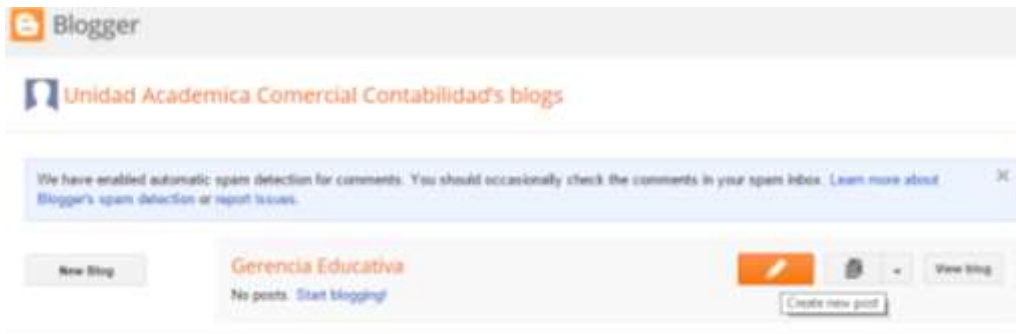 Blogger
Unidad Academica Comercial Contabilidad's blogs
We have enabled automatic spam detection for comments. You should occasionally check the comments in your spam inbox. Learn more about
Blogger's spam detection or report issues.
New Blog
Gerencia Educativa
View blog
No posts. Start blogging!
Create new post